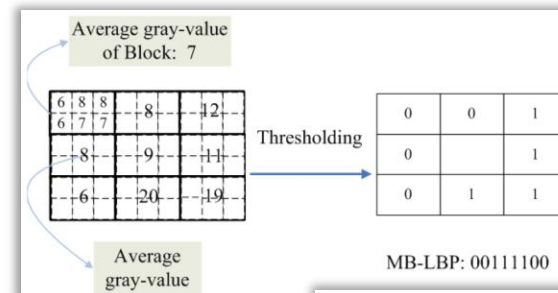 Average gray-value
of Block: 7
6 8 8
6 7 7
8
12
8
9
11
6
20
19
Thresholding
0 0 1
0 1
0 1 1
Average
gray-value
MB-LBP: 00111100